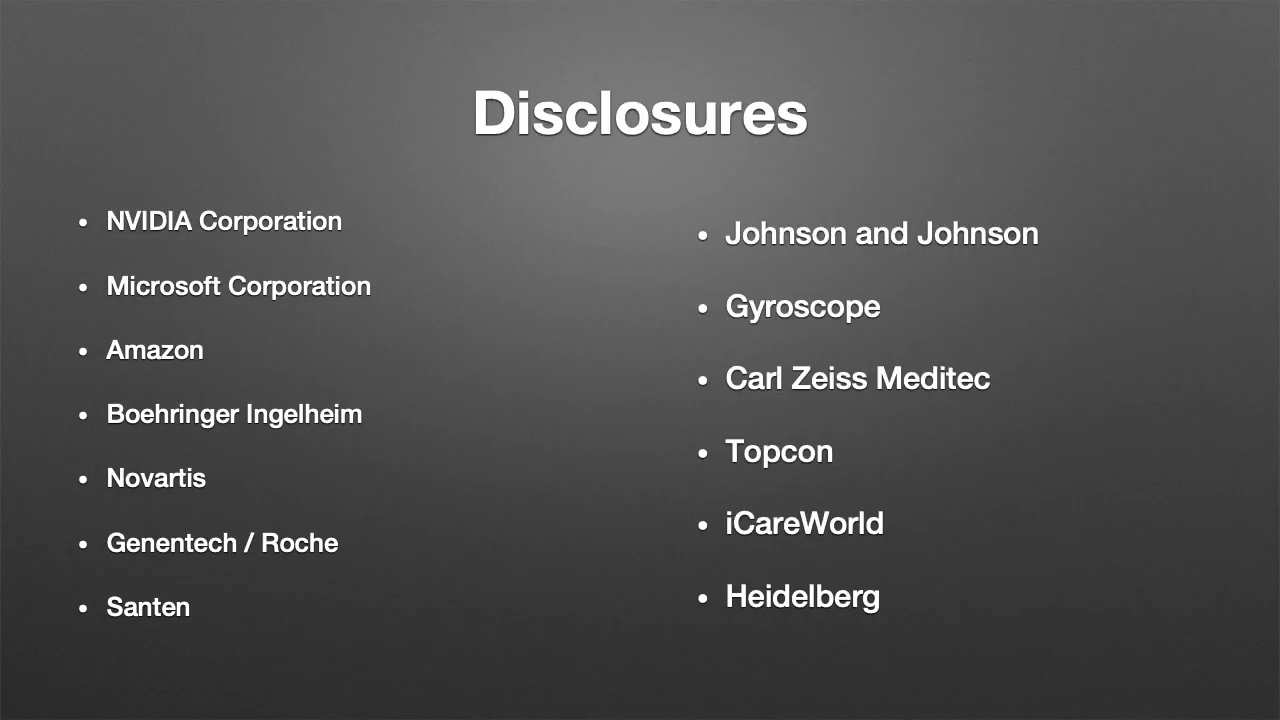 Disclosures
• NVIDIA Corporation
• Microsoft Corporation
• Amazon
• Boehringer Ingelheim
• Novartis
• Genentech / Roche
• Santen
• Johnson and Johnson
• Gyroscope
• Carl Zeiss Meditec
• Topcon
• iCareWorld
• Heidelberg